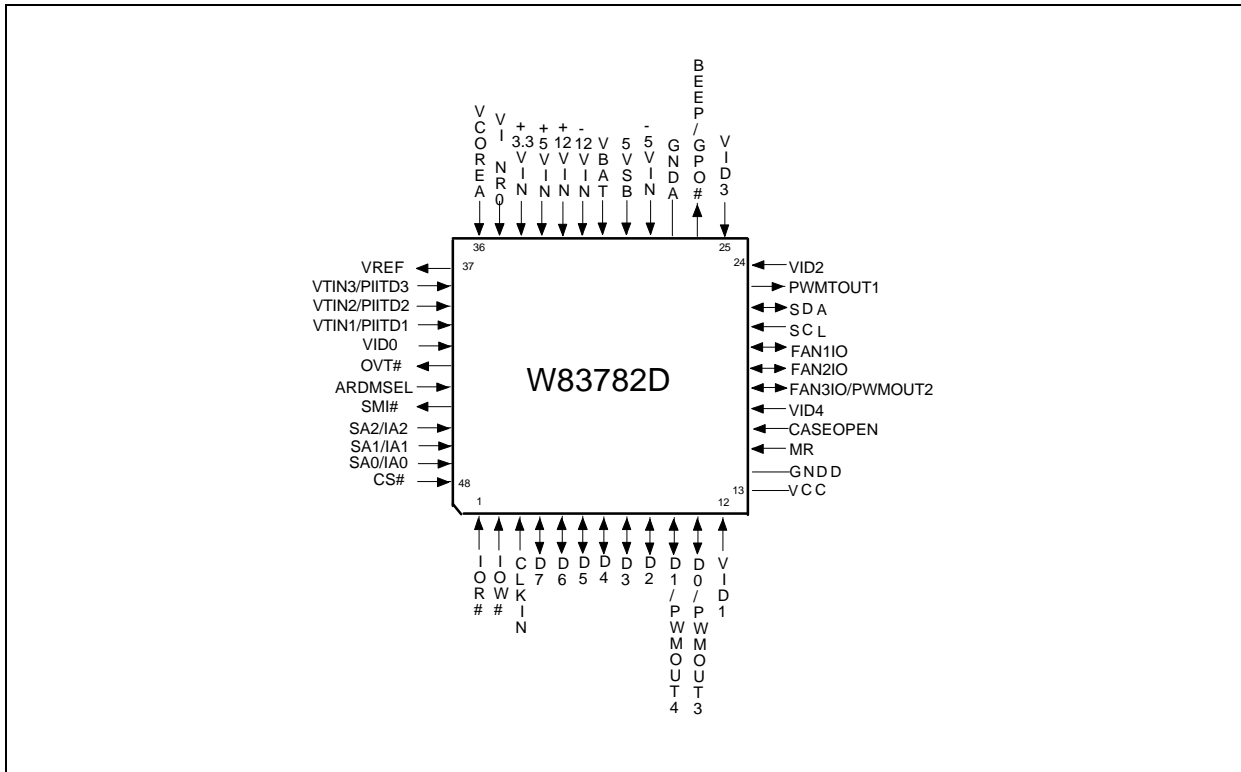 VCOREA
VI NR0
+3.3VIN
+5VIN
+12VIN
-12VIN
VBAT
5VSB
-5VIN
GNDA
BEEP/GPO#
VID3
36
25
37
24
VREF
VTIN3/PIITD3
VTIN2/PIITD2
VTIN1/PIITD1
VID0
OVT#
ARDMSEL
SMI#
SA2/IA2
SA1/IA1
SA0/IA0
CS#
W83782D
VID2
PWMTOUT1
SDA
SCL
FAN1IO
FAN2IO
FAN3IO/PWMOUT2
VID4
CASEOPEN
MR
GNDD
VCC
48
13
1
12
IOR#
IOW#
CLKIN
D7
D6
D5
D4
D3
D2
D1/PWMOUT4
D0/PWMOUT3
VID1